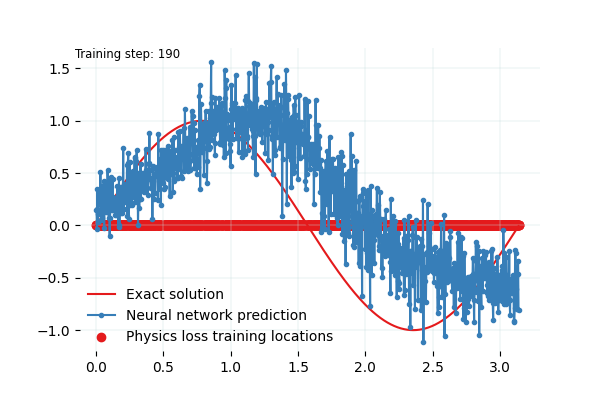 Training step: 190
1.5
1.0
0.5
0.0
−0.5
−1.0
Exact solution
Neural network prediction
Physics loss training locations
0.0 0.5 1.0 1.5 2.0 2.5 3.0